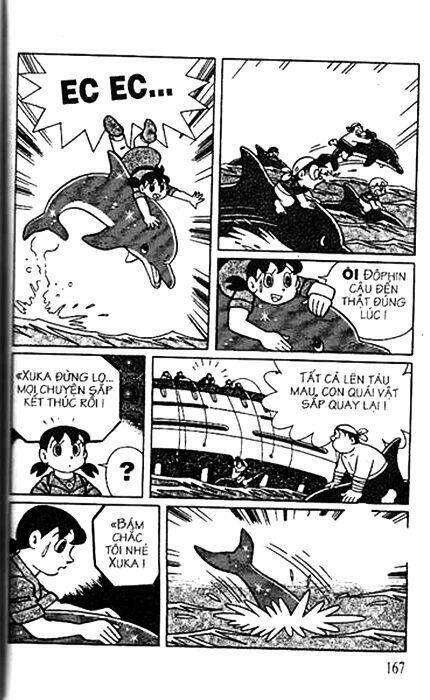 EC EC...
ÔI ĐÔPHIN
CẬU ĐẾN
THẬT ĐÚNG
LÚC !
«XUKA ĐỪNG LO...
MỌI CHUYỆN SẮP
KẾT THÚC RỒI !
?
TẤT CẢ LÊN TÀU
MAU, CON QUÁI VẬT
SẮP QUAY LẠI !
«BÁM
CHẮC
TÔI NHÉ
XUKA !
167